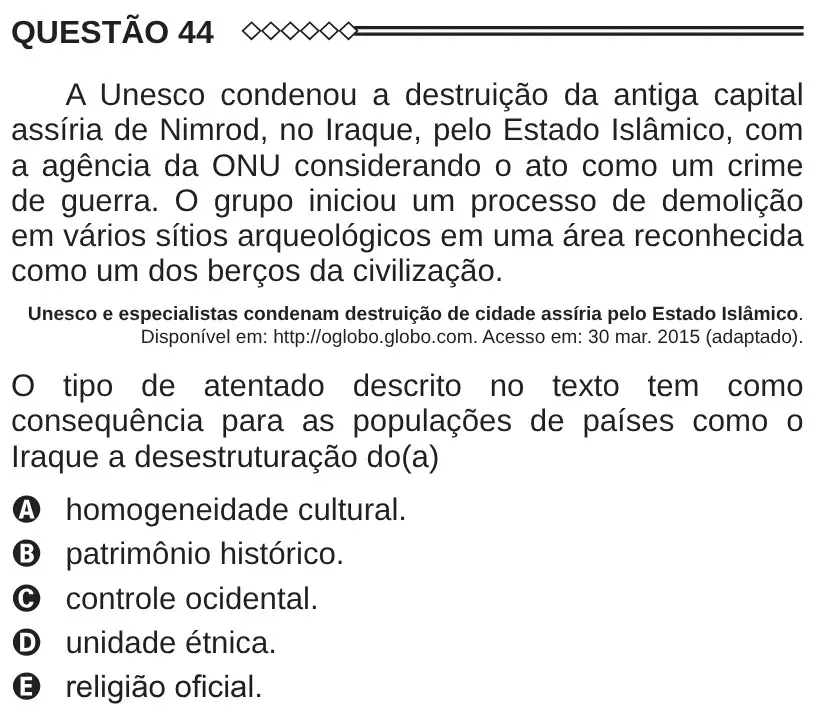 QUESTÃO 44
A Unesco condenou a destruição da antiga capital
assíria de Nimrod, no Iraque, pelo Estado Islâmico, com
a agência da ONU considerando o ato como um crime
de guerra. O grupo iniciou um processo de demolição
em vários sítios arqueológicos em uma área reconhecida
como um dos berços da civilização.
Unesco e especialistas condenam destruição de cidade assíria pelo Estado Islâmico.
Disponível em: http://oglobo.globo.com. Acesso em: 30 mar. 2015 (adaptado).
O tipo de atentado descrito no texto tem como
consequência para as populações de países como o
Iraque a desestruturação do(a)
A homogeneidade cultural.
B patrimônio histórico.
C controle ocidental.
D unidade étnica.
E religião oficial.